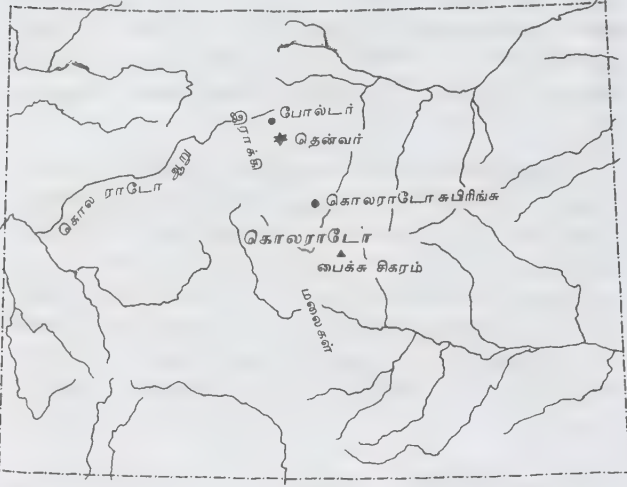 போல்டர்
தென்வர்
இராக்கி
கொலராடோ ஆறு
கொலராடோ சுபிரிங்சு
கொலராடோ
பைக்சு சிகரம்
மலைகள்